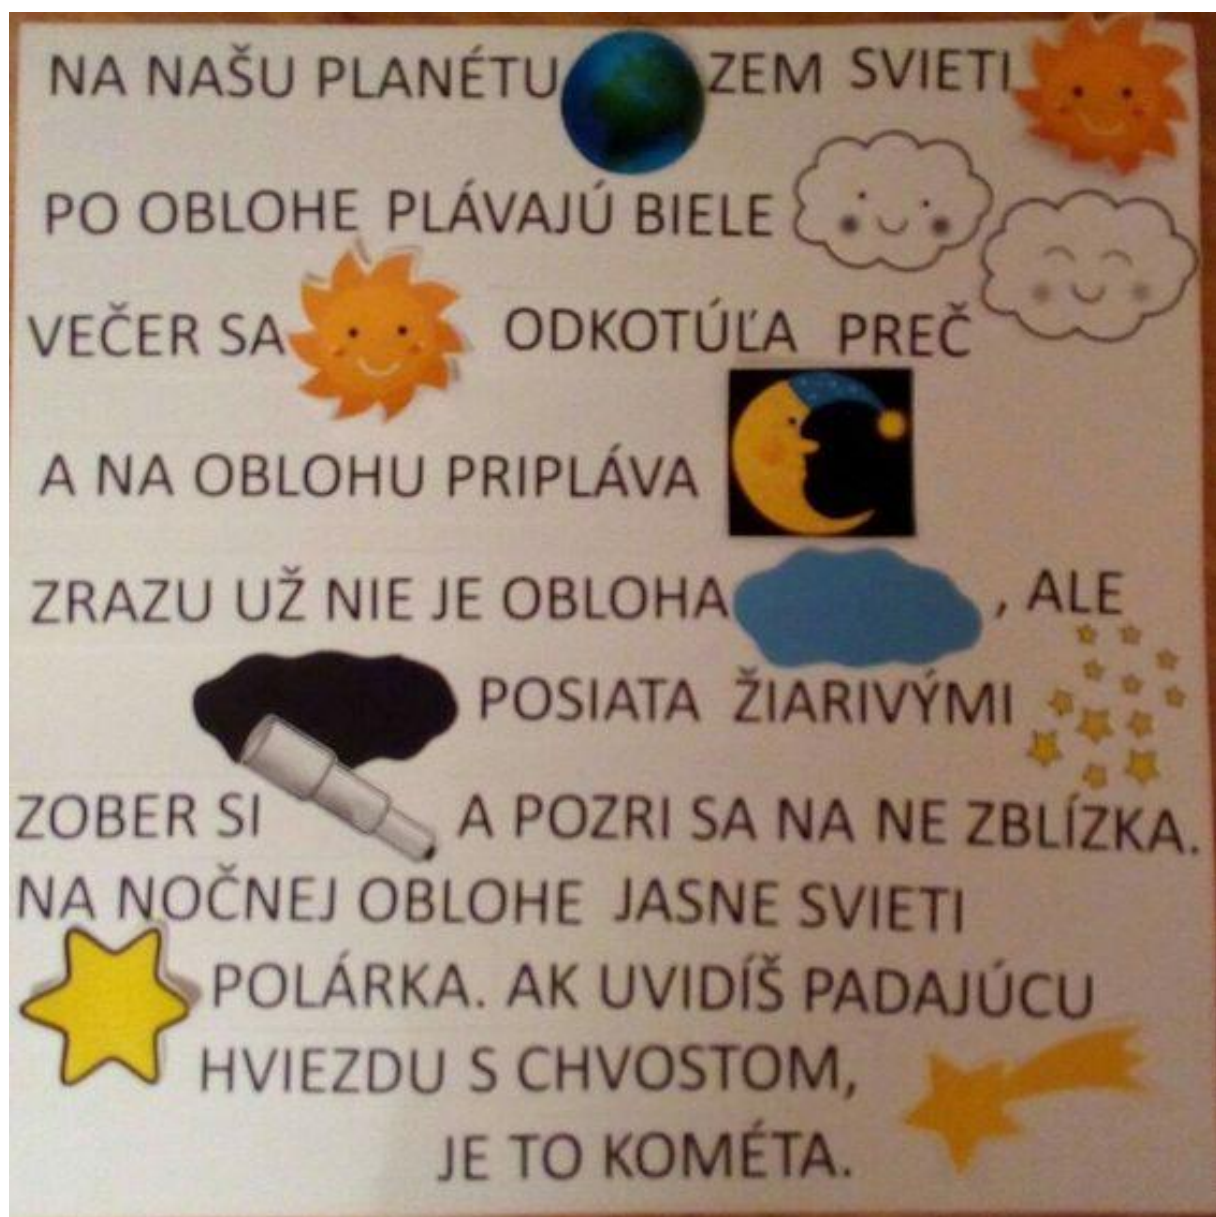 NA NAŠU PLANÉTU ZEM SVIETI
PO OBLOHE PLÁVAJÚ BIELE
VEČER SA ODKOTÚĽA PREČ
A NA OBLOHU PRIPLÁVA
ZRAZU UŽ NIE JE OBLOHA , ALE
POSIATA ŽIARIVÝMI
ZOBER SI A POZRI SA NA NE ZBLÍZKA.
NA NOČNEJ OBLOHE JASNE SVIETI
POLÁRKA. AK UVIDÍŠ PADAJÚCU
HVIEZDU S CHVOSTOM,
JE TO KOMÉTA.